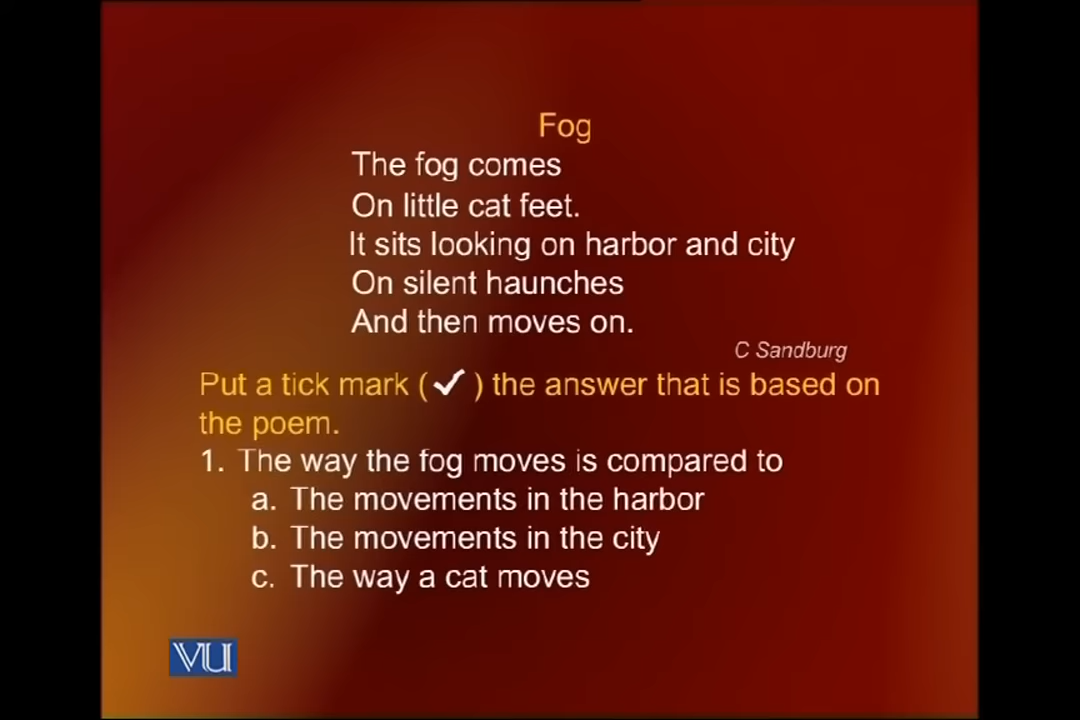 Fog
The fog comes
On little cat feet.
It sits looking on harbor and city
On silent haunches
And then moves on.
C Sandburg
Put a tick mark (✓) the answer that is based on
the poem.
1. The way the fog moves is compared to
a. The movements in the harbor
b. The movements in the city
c. The way a cat moves
VU